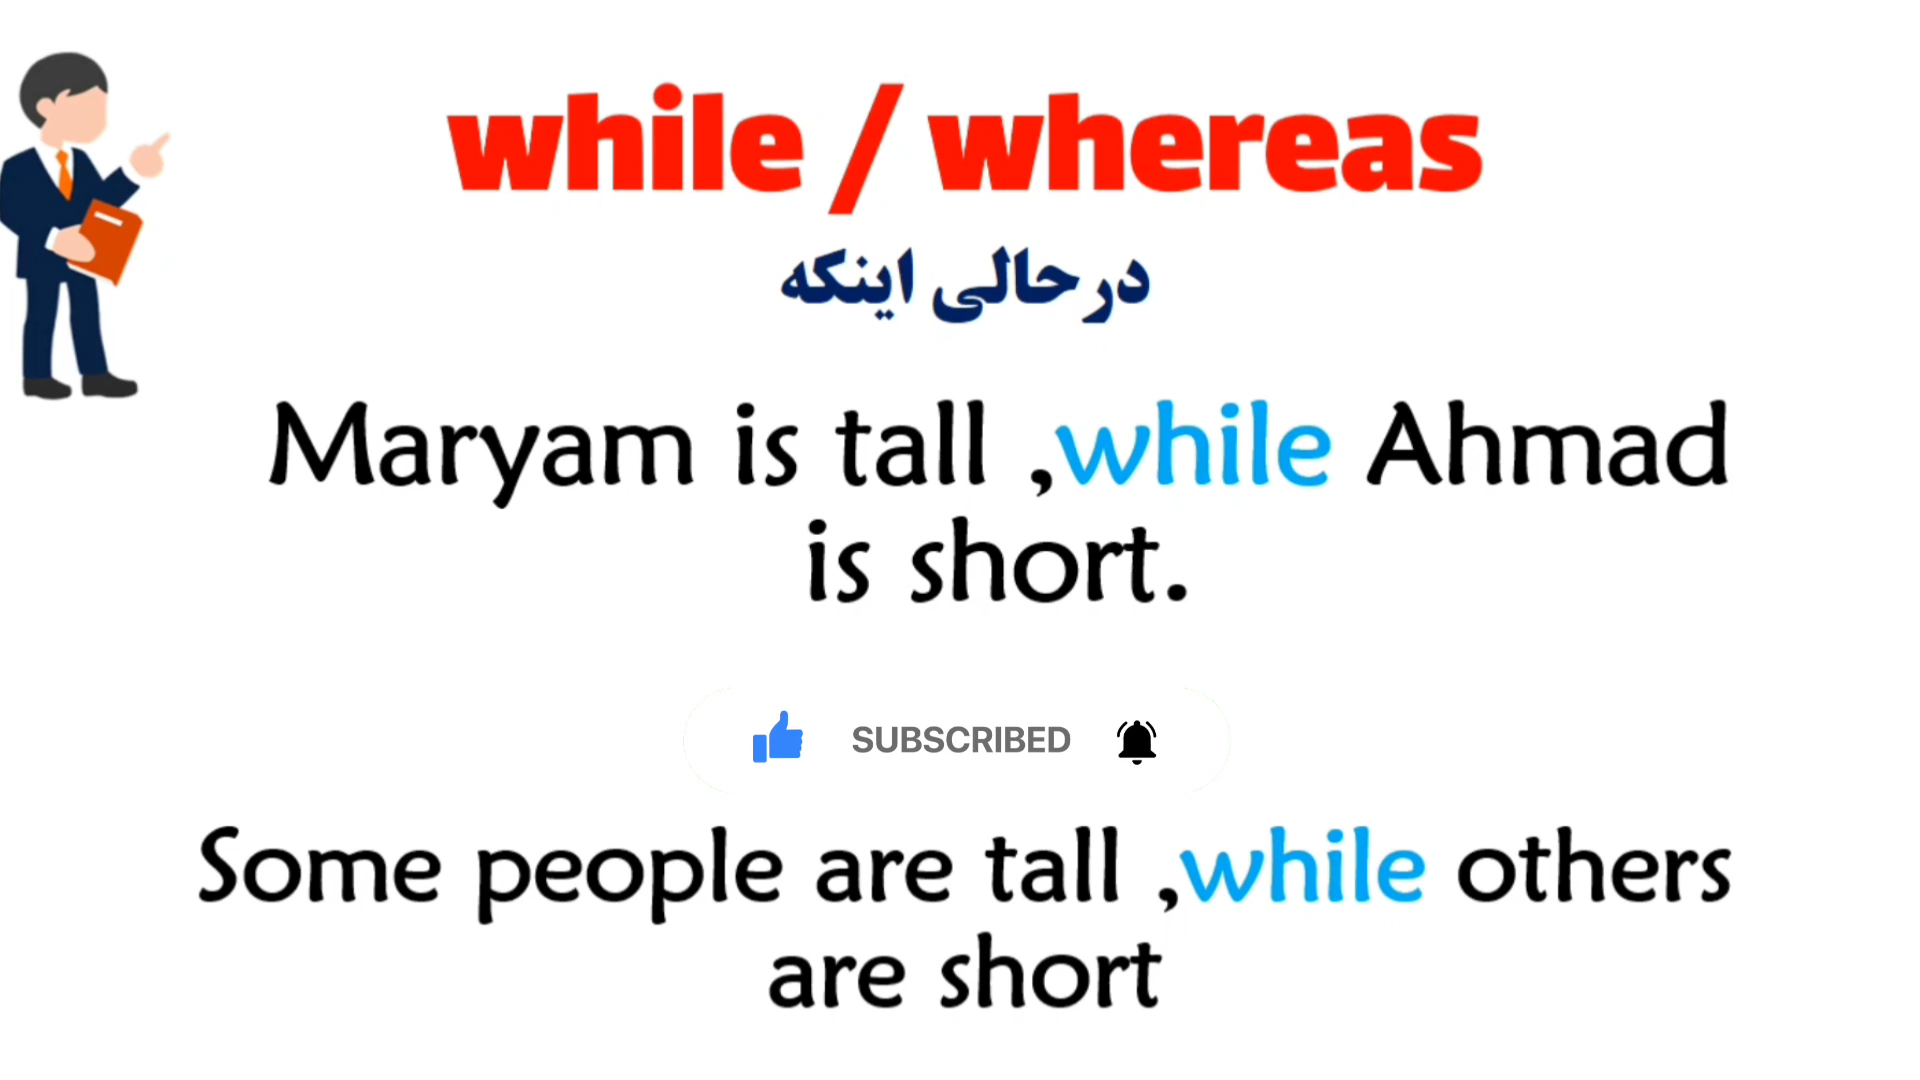 while / whereas
درحالی اینکه
Maryam is tall ,while Ahmad
is short.
SUBSCRIBED
Some people are tall ,while others
are short